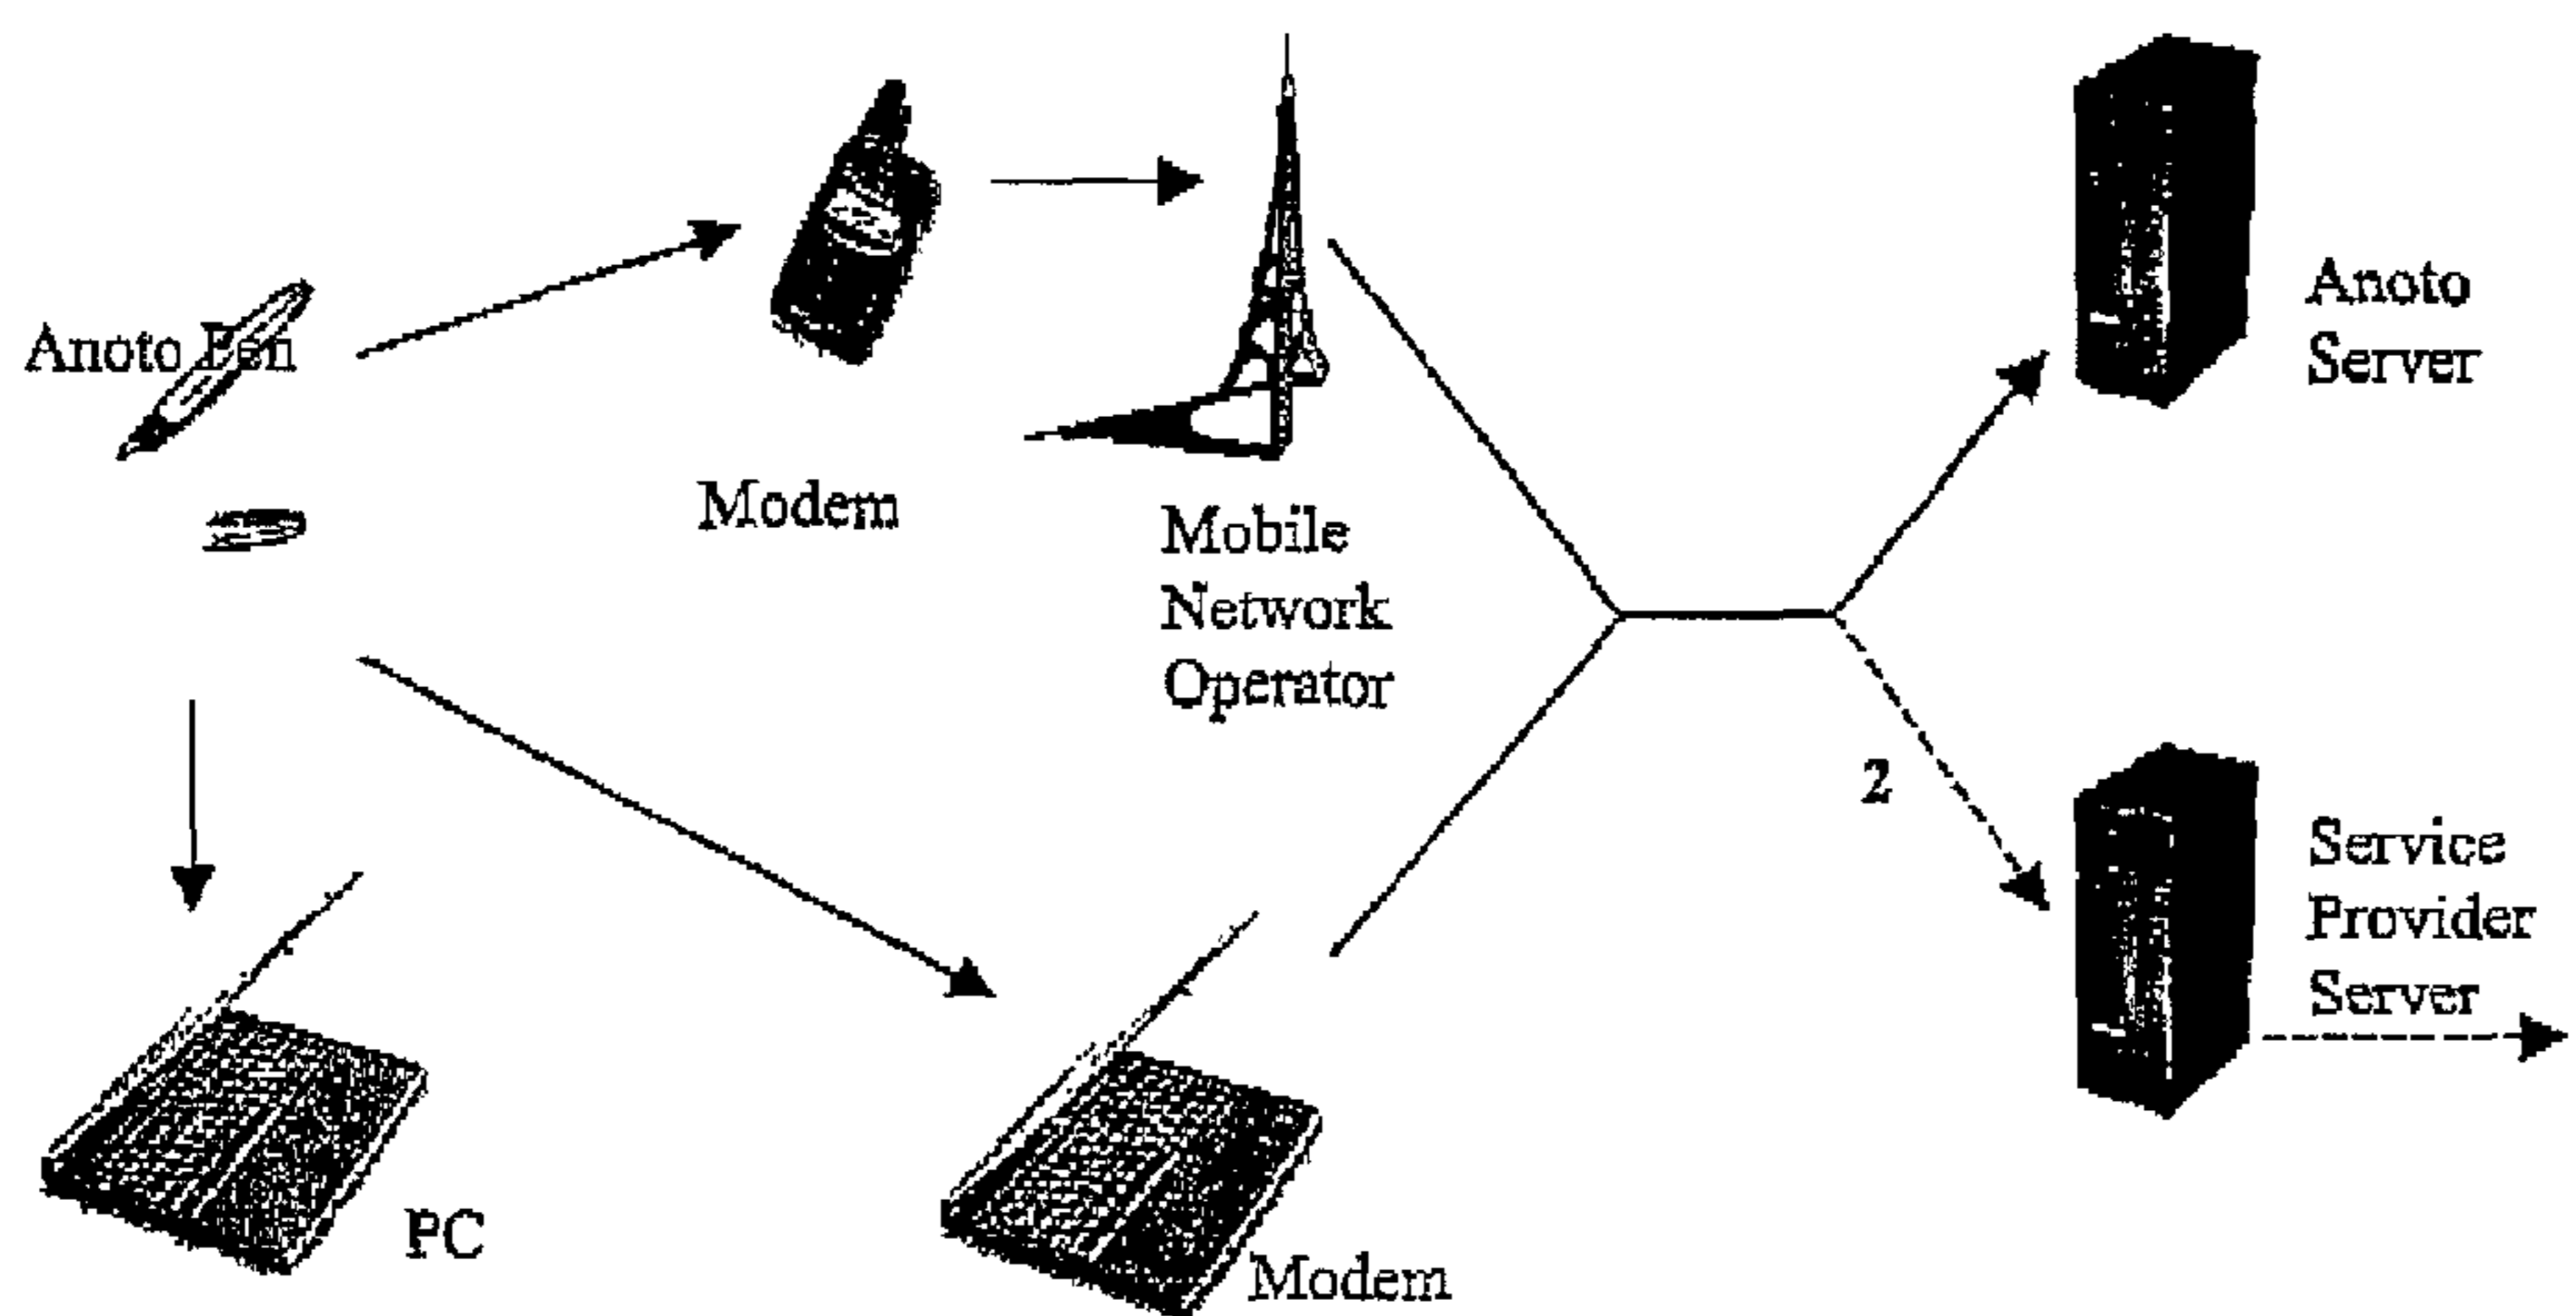 Anoto Pen
Modem
Mobile
Network
Operator
Anoto
Server
2
Service
Provider
Server
PC
Modem